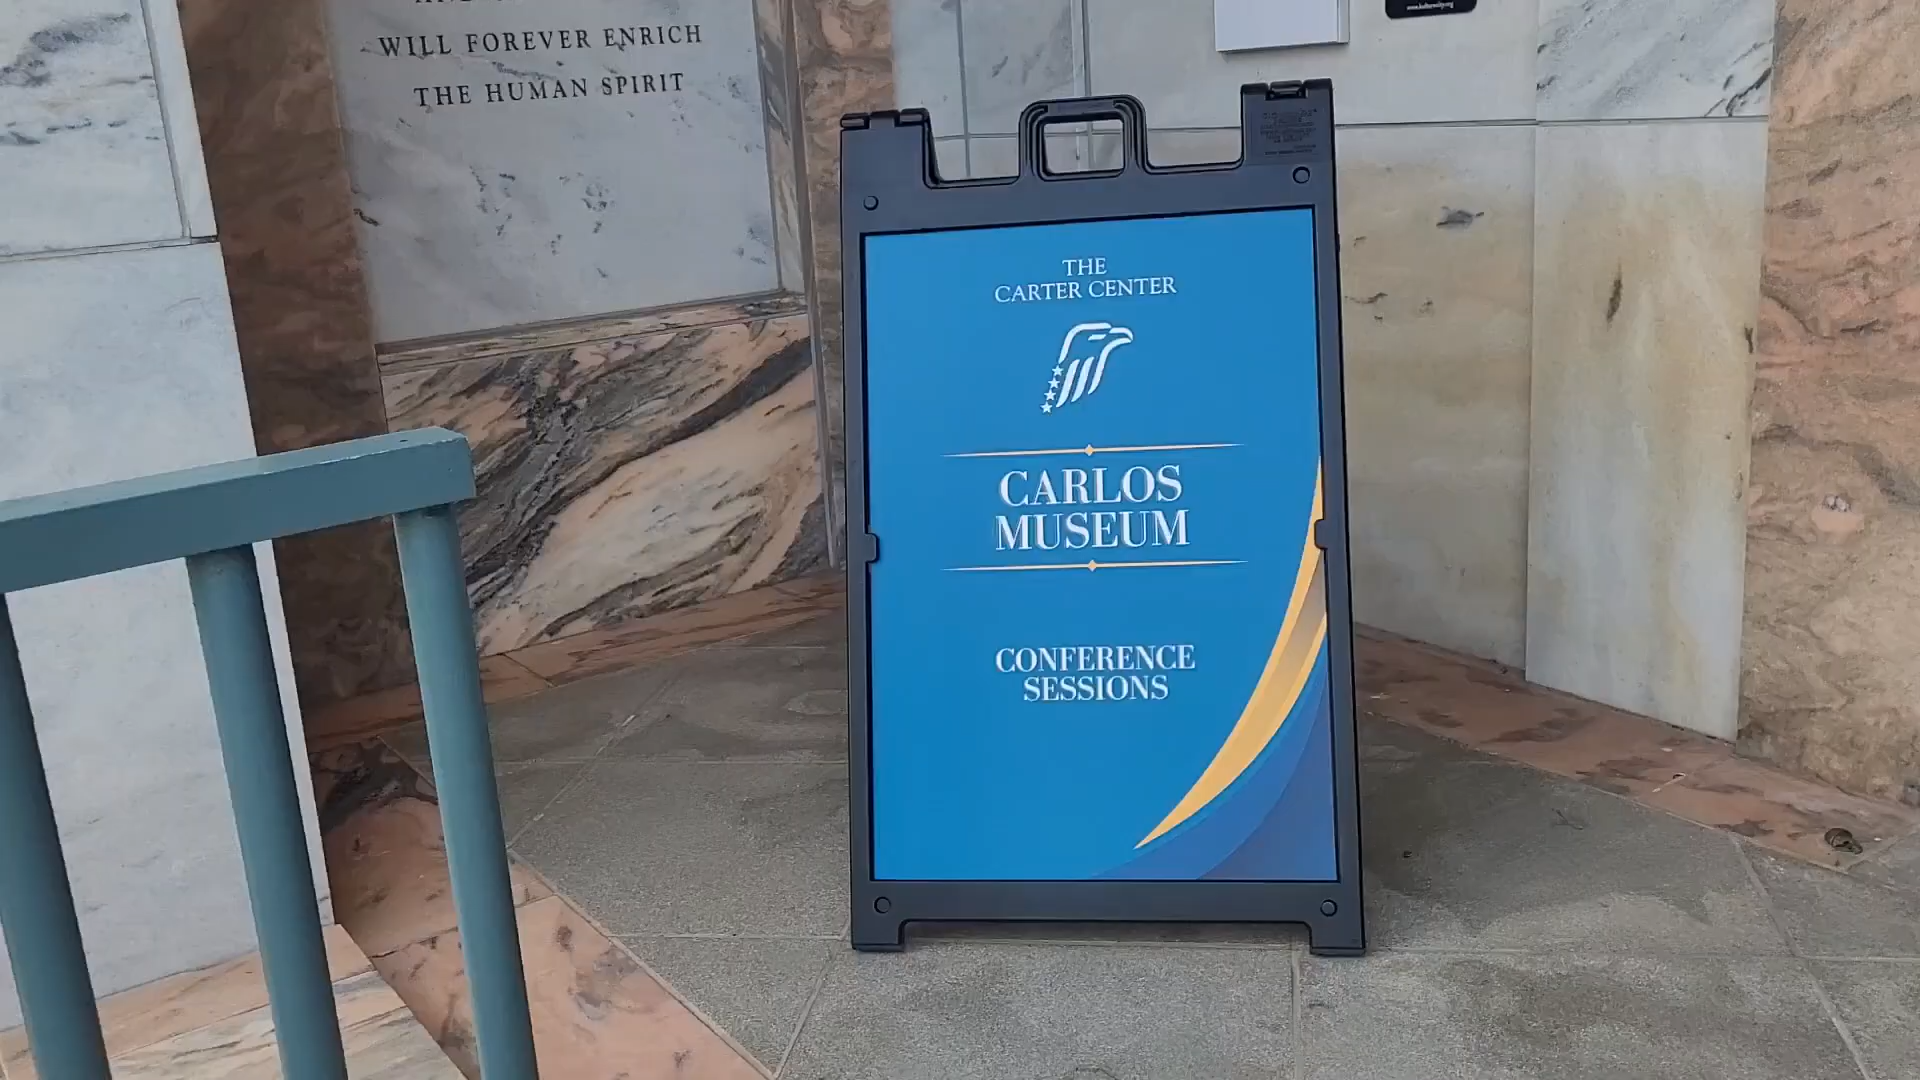 WILL FOREVER ENRICH
THE HUMAN SPIRIT
THE
CARTER CENTER
CARLOS
MUSEUM
CONFERENCE
SESSIONS